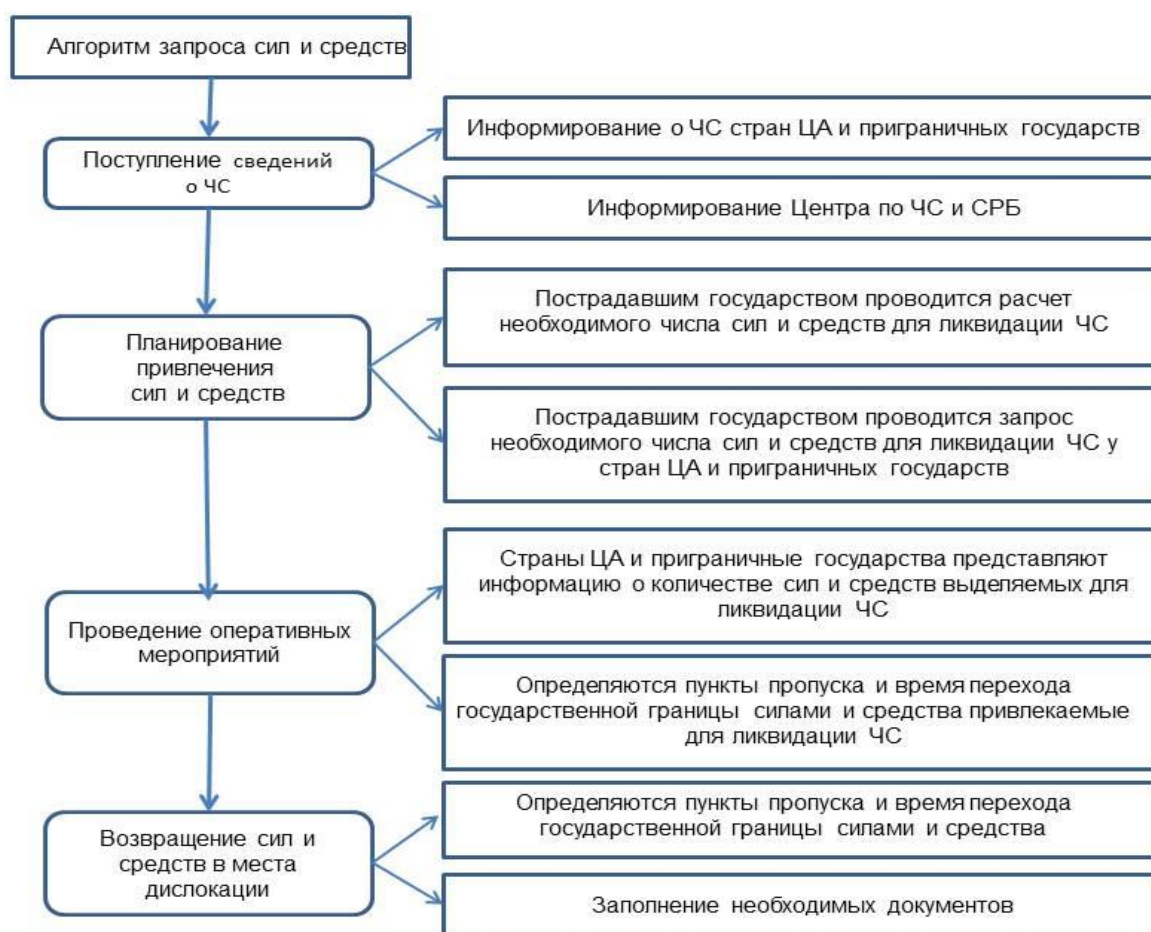 Алгоритм запроса сил и средств
Поступление сведений
о ЧС
Информирование о ЧС стран ЦА и приграничных государств
Информирование Центра по ЧС и СРБ
Планирование
привлечения
сил и средств
Пострадавшим государством проводится расчет
необходимого числа сил и средств для ликвидации ЧС
Пострадавшим государством проводится запрос
необходимого числа сил и средств для ликвидации ЧС у
стран ЦА и приграничных государств
Проведение оперативных
мероприятий
Страны ЦА и приграничные государства представляют
информацию о количестве сил и средств выделяемых для
ликвидации ЧС
Определяются пункты пропуска и время перехода
государственной границы силами и средства привлекаемые
для ликвидации ЧС
Возвращение сил и
средств в места
дислокации
Определяются пункты пропуска и время перехода
государственной границы силами и средства
Заполнение необходимых документов